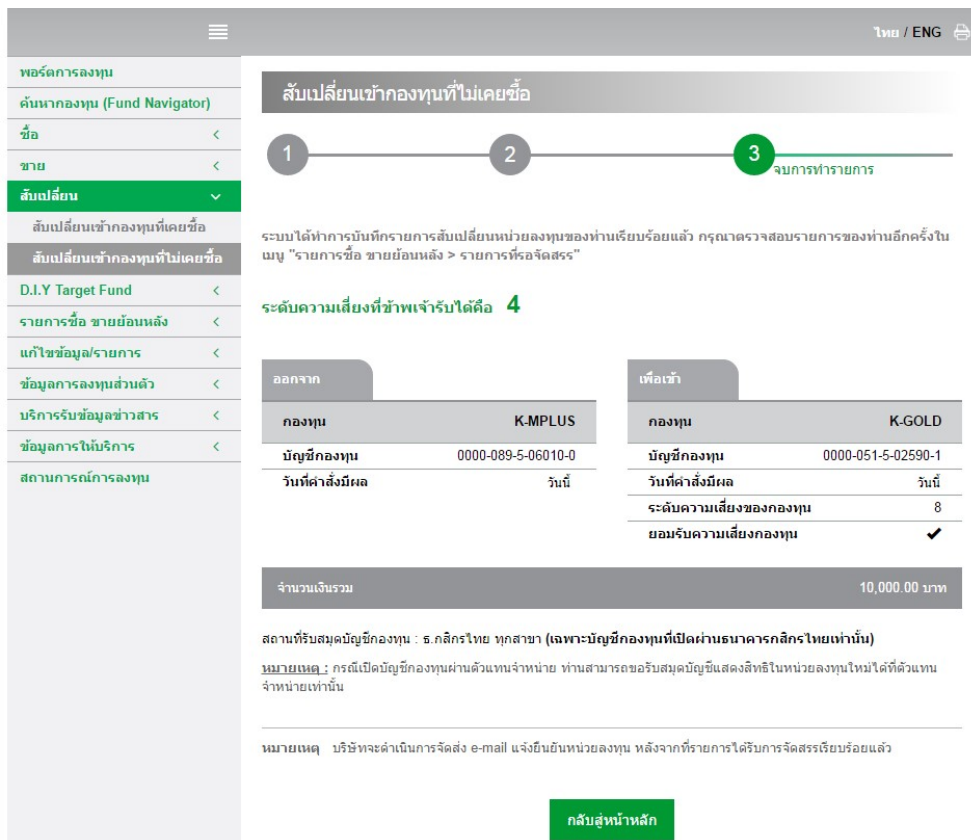 ไทย / ENG
พอร์ตการลงทุน
ค้นหากองทุน (Fund Navigator)
ซื้อ
ขาย
สับเปลี่ยน
สับเปลี่ยนเข้ากองทุนที่เคยซื้อ
สับเปลี่ยนเข้ากองทุนที่ไม่เคยซื้อ
D.I.Y Target Fund
รายการซื้อ ขายย้อนหลัง
แก้ไขข้อมูล/รายการ
ข้อมูลการลงทุนส่วนตัว
บริการรับข้อมูลข่าวสาร
ข้อมูลการให้บริการ
สถานการณ์การลงทุน
สับเปลี่ยนเข้ากองทุนที่ไม่เคยซื้อ
1 2 3
จบการทำรายการ
ระบบได้ทำการบันทึกรายการสับเปลี่ยนหน่วยลงทุนของท่านเรียบร้อยแล้ว กรุณาตรวจสอบรายการของท่านอีกครั้งใน
เมนู "รายการซื้อ ขายย้อนหลัง > รายการที่รอจัดสรร"
ระดับความเสี่ยงที่ข้าพเจ้ารับได้คือ 4
ออกจาก
กองทุน K-MPLUS
บัญชีกองทุน 0000-089-5-06010-0
วันที่คำสั่งมีผล วันนี้
เพื่อเข้า
กองทุน K-GOLD
บัญชีกองทุน 0000-051-5-02590-1
วันที่คำสั่งมีผล วันนี้
ระดับความเสี่ยงของกองทุน 8
ยอมรับความเสี่ยงกองทุน ✔
จำนวนเงินรวม 10,000.00 บาท
สถานที่รับสมุดบัญชีกองทุน : ธ.กสิกรไทย ทุกสาขา (เฉพาะบัญชีกองทุนที่เปิดผ่านธนาคารกสิกรไทยเท่านั้น)
หมายเหตุ : กรณีเปิดบัญชีกองทุนผ่านตัวแทนจำหน่าย ท่านสามารถขอรับสมุดบัญชีแสดงสิทธิในหน่วยลงทุนใหม่ได้ที่ตัวแทน
จำหน่ายเท่านั้น
หมายเหตุ บริษัทจะดำเนินการจัดส่ง e-mail แจ้งยืนยันหน่วยลงทุน หลังจากที่รายการได้รับการจัดสรรเรียบร้อยแล้ว
กลับสู่หน้าหลัก